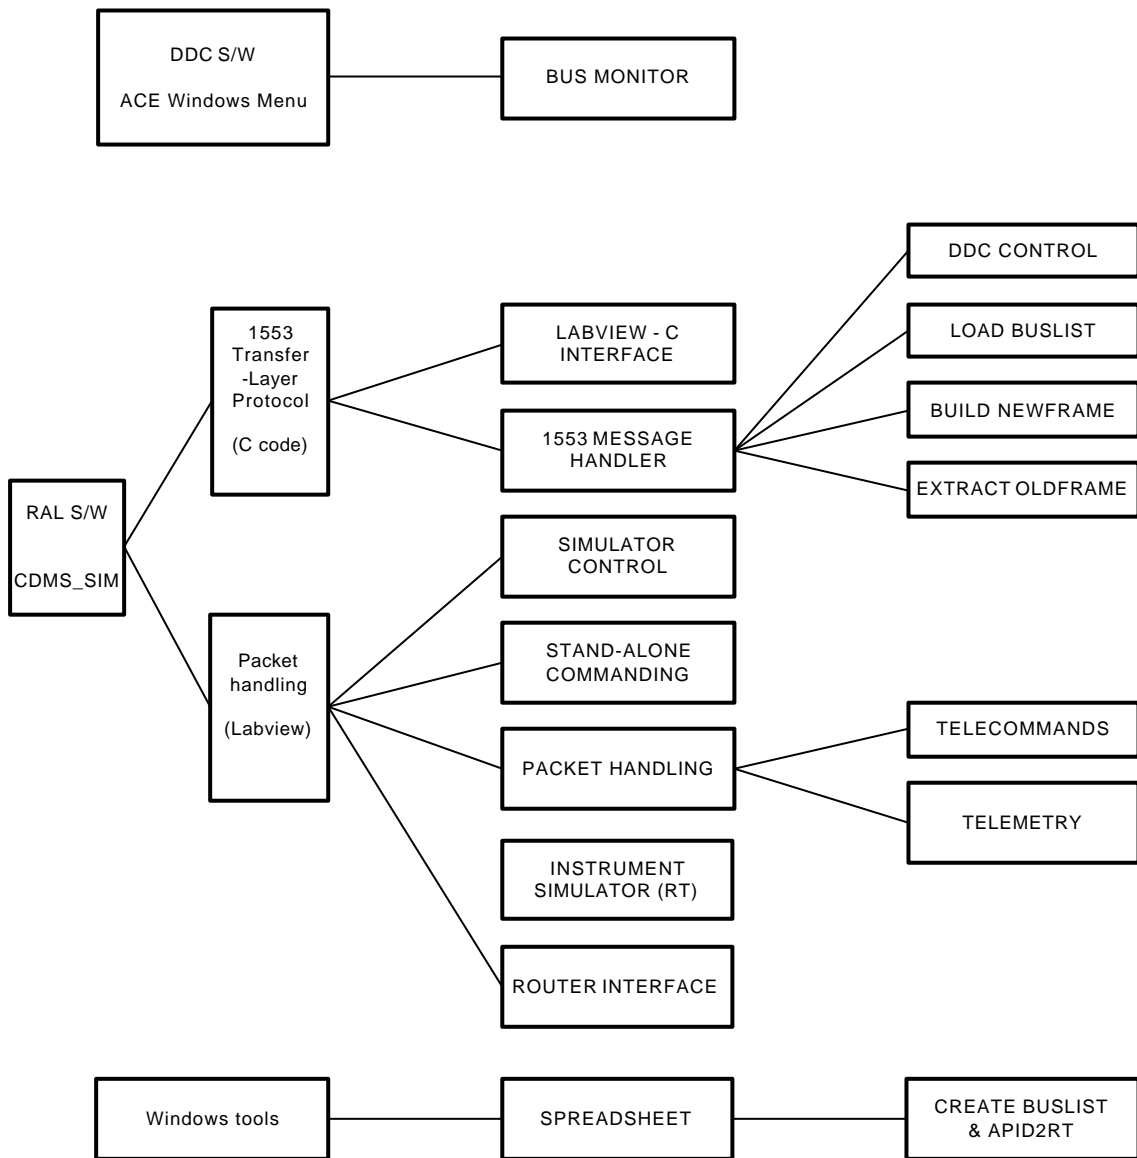 DDC S/W
ACE Windows Menu
BUS MONITOR
DDC CONTROL
1553
Transfer
-Layer
Protocol
(C code)
LABVIEW - C
INTERFACE
LOAD BUSLIST
BUILD NEWFRAME
1553 MESSAGE
HANDLER
EXTRACT OLDFRAME
RAL S/W
CDMS_SIM
SIMULATOR
CONTROL
Packet
handling
(Labview)
STAND-ALONE
COMMANDING
TELECOMMANDS
PACKET HANDLING
TELEMETRY
INSTRUMENT
SIMULATOR (RT)
ROUTER INTERFACE
Windows tools
SPREADSHEET
CREATE BUSLIST
& APID2RT